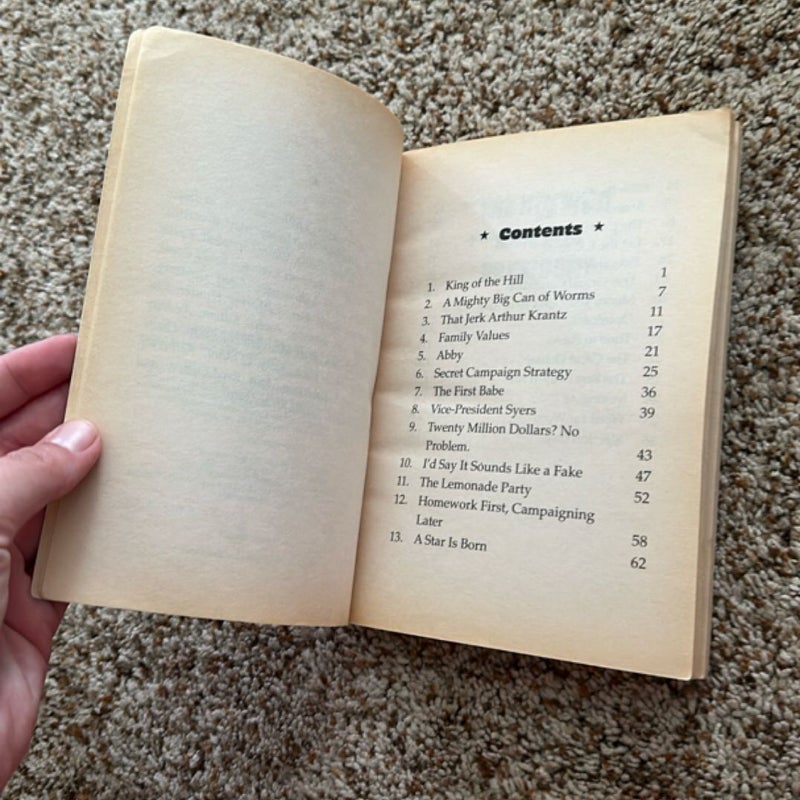 ★ Contents ★
1. King of the Hill 1
2. A Mighty Big Can of Worms 7
3. That Jerk Arthur Krantz 11
4. Family Values 17
5. Abby 21
6. Secret Campaign Strategy 25
7. The First Babe 36
8. Vice-President Syers 39
9. Twenty Million Dollars? No
Problem. 43
10. I'd Say It Sounds Like a Fake 47
11. The Lemonade Party 52
12. Homework First, Campaigning
Later 58
13. A Star Is Born 62